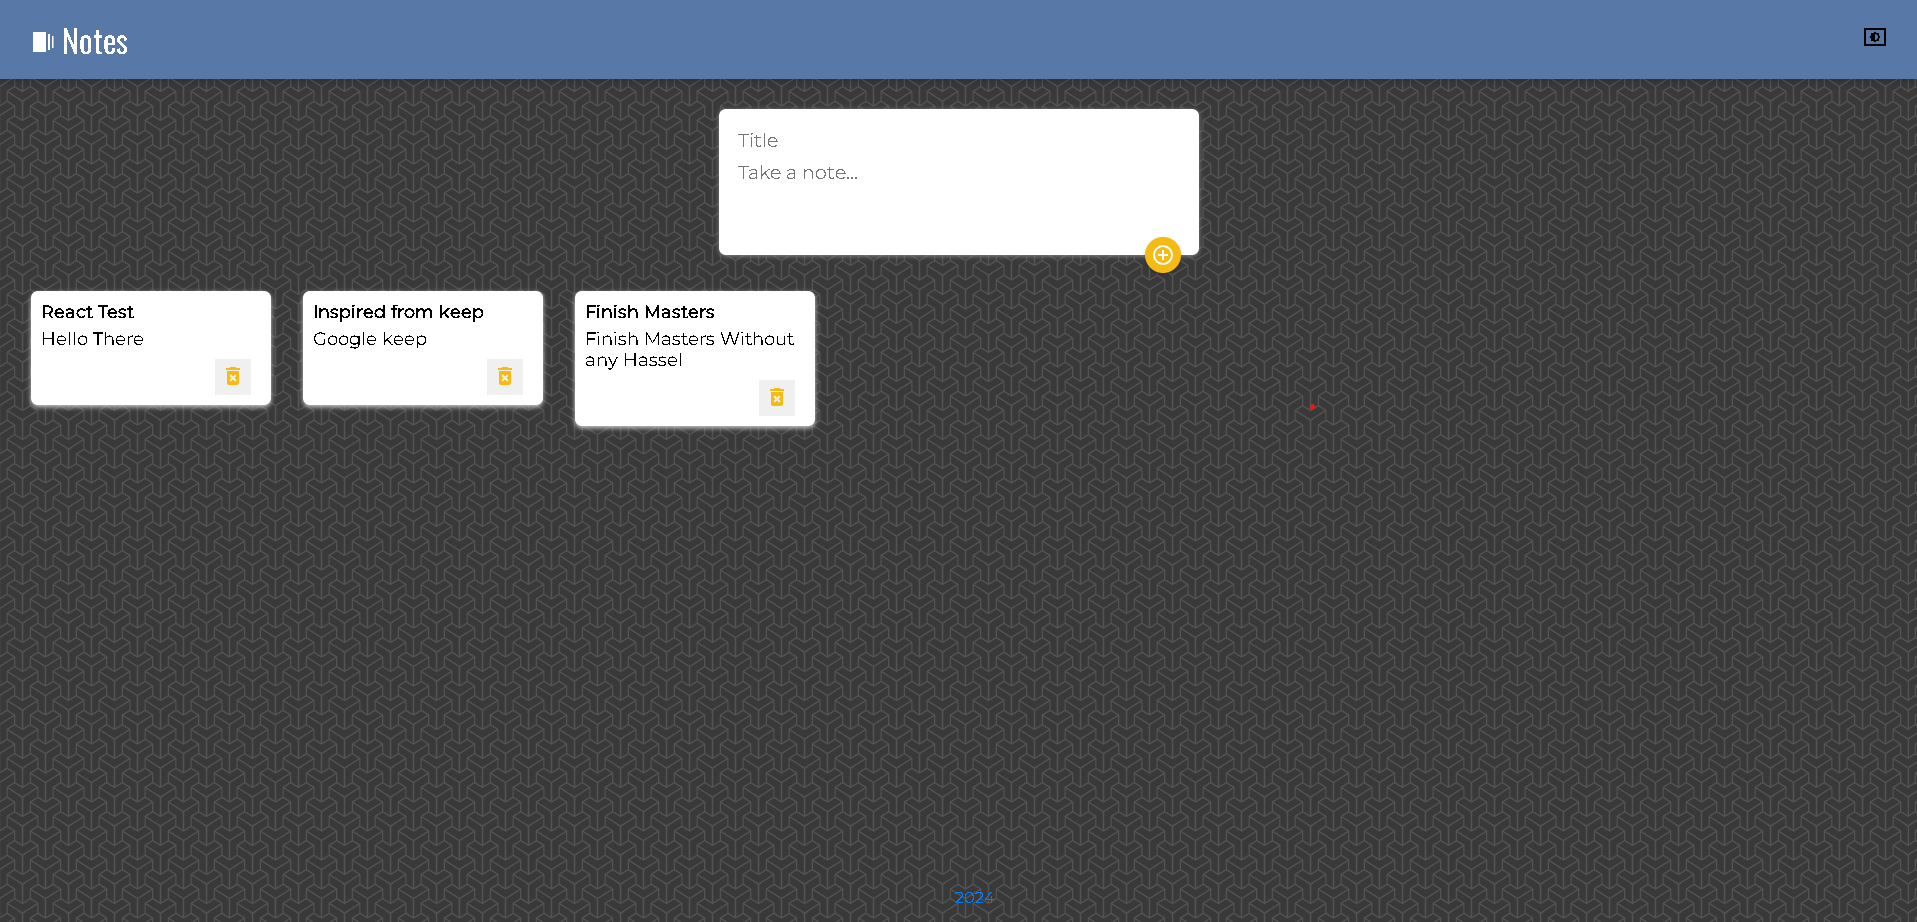 Notes
Title
Take a note...
React Test
Hello There
Inspired from keep
Google keep
Finish Masters
Finish Masters Without
any Hassel
2024